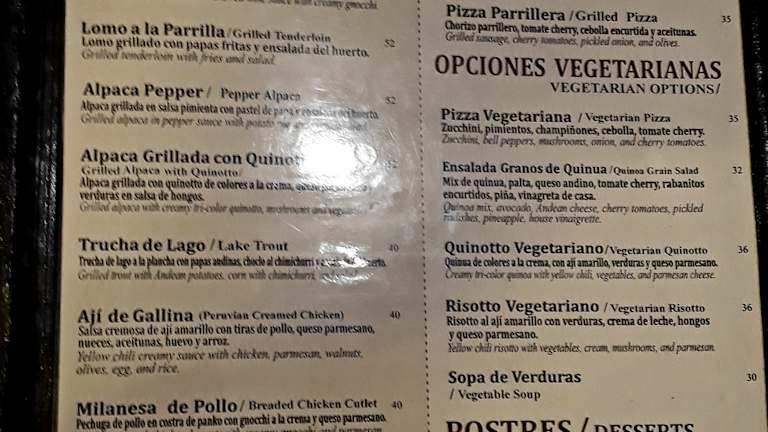 creamy gnocchi.
Lomo a la Parrilla / Grilled Tenderloin 52
Lomo grillado con papas fritas y ensalada del huerto.
Grilled tenderloin with fries and salad.
Alpaca Pepper / Pepper Alpaca 52
Alpaca grillada en salsa pimienta con pastel de papa y ensalada del huerto.
Grilled alpaca in pepper sauce with potato
Alpaca Grillada con Quinot
Grilled Alpaca with Quinotto/
Alpaca grillada con quinotto de colores a la crema, queso parmesano y
verduras en salsa de hongos.
Grilled alpaca with creamy tri-color quinotto, mushrooms and vegetables
Trucha de Lago / Lake Trout 40
Trucha de lago a la plancha con papas andinas, choclo al chimichurri y
Grilled trout with Andean potatoes, corn with chimichurri, and
Ají de Gallina (Peruvian Creamed Chicken) 40
Salsa cremosa de ají amarillo con tiras de pollo, queso parmesano,
nueces, aceitunas, huevo y arroz.
Yellow chili creamy sauce with chicken, parmesan, walnuts,
olives, egg, and rice.
Milanesa de Pollo / Breaded Chicken Cutlet 40
Pechuga de pollo en costra de panko con gnocchi a la crema y queso parmesano.
Pizza Parrillera / Grilled Pizza 35
Chorizo parrillero, tomate cherry, cebolla encurtida y aceitunas.
Grilled sausage, cherry tomatoes, pickled onion, and olives.
OPCIONES VEGETARIANAS
VEGETARIAN OPTIONS/
Pizza Vegetariana / Vegetarian Pizza 35
Zucchini, pimientos, champiñones, cebolla, tomate cherry.
Zucchini, bell peppers, mushrooms, onion, and cherry tomatoes.
Ensalada Granos de Quinua / Quinoa Grain Salad 32
Mix de quinua, palta, queso andino, tomate cherry, rabanitos
encurtidos, piña, vinagreta de casa.
Quinoa mix, avocado, Andean cheese, cherry tomatoes, pickled
radishes, pineapple, house vinaigrette.
Quinotto Vegetariano / Vegetarian Quinotto 36
Quinua de colores a la crema, con ají amarillo, verduras y queso parmesano.
Creamy tri-color quinoa with yellow chili, vegetables, and parmesan cheese.
Risotto Vegetariano / Vegetarian Risotto 36
Risotto al ají amarillo con verduras, crema de leche, hongos
y queso parmesano.
Yellow chili risotto with vegetables, cream, mushrooms, and parmesan.
Sopa de Verduras 30
/ Vegetable Soup
POSTRES / DESSERTS